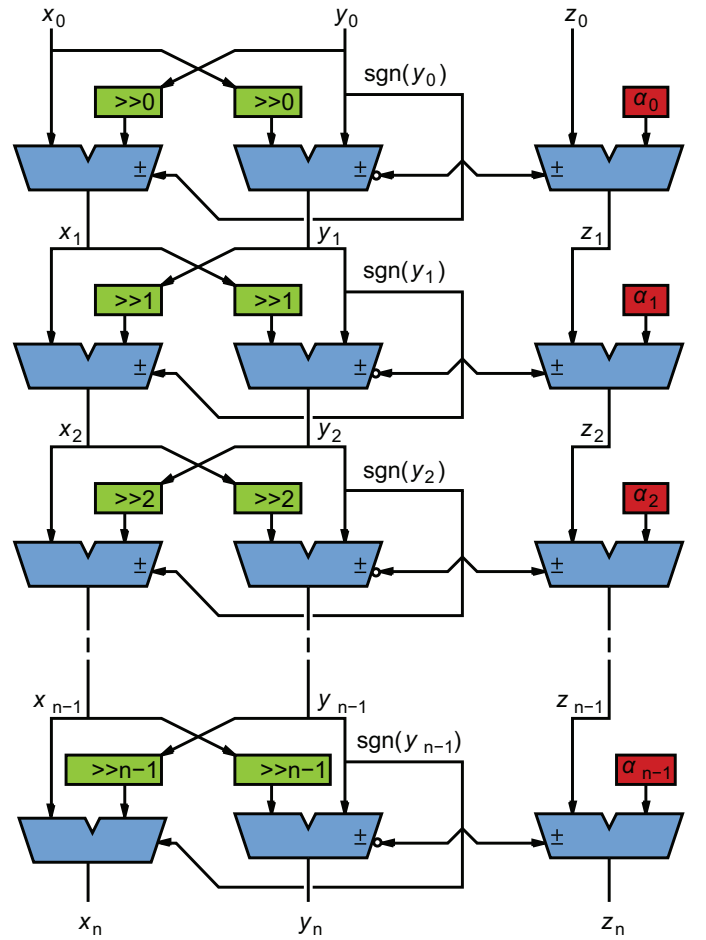 x0 y0 z0
sgn(y0)
>>0 >>0 α0
± ± ±
x1 y1 z1
sgn(y1)
>>1 >>1 α1
± ± ±
x2 y2 z2
sgn(y2)
>>2 >>2 α2
± ± ±
x n−1 y n−1 z n−1
sgn(y n−1)
>>n−1 >>n−1 α n−1
± ±
xn yn zn